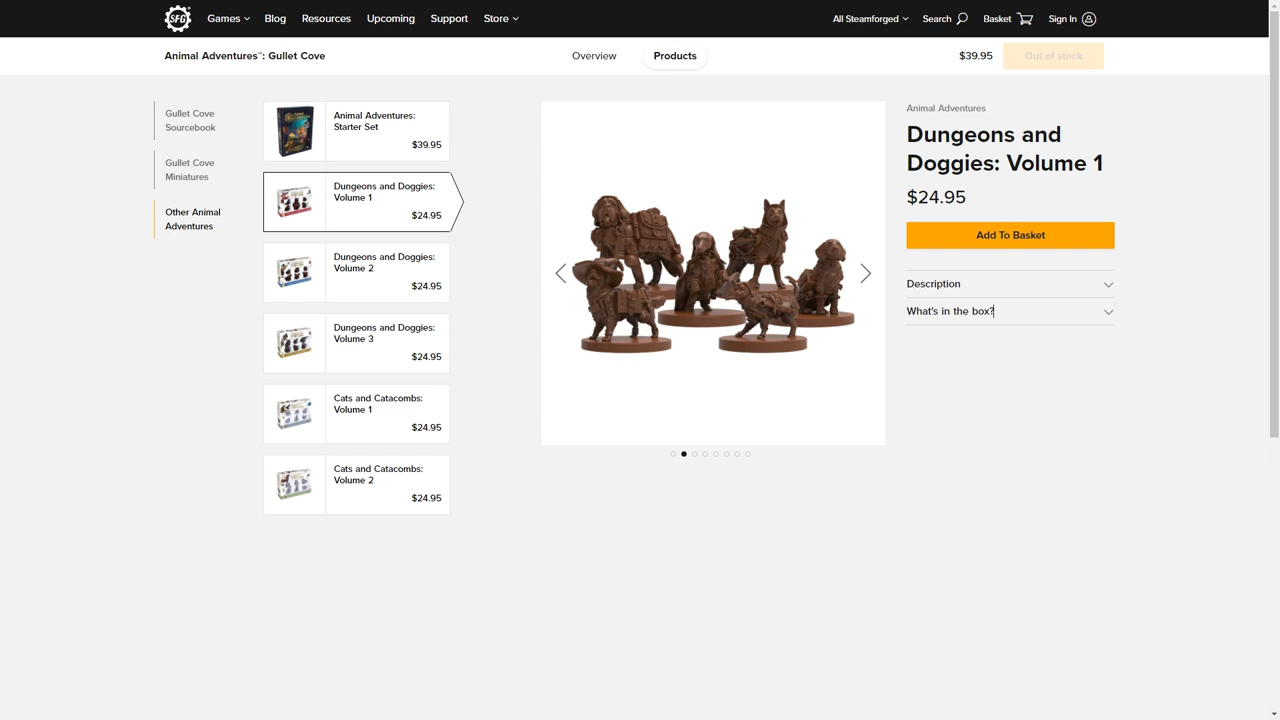 SFG
Games
Blog
Resources
Upcoming
Support
Store
All Steamforged
Search
Basket
Sign In
Animal Adventures™: Gullet Cove
Overview
Products
$39.95
Out of stock
Gullet Cove
Sourcebook
Gullet Cove
Miniatures
Other Animal
Adventures
Animal Adventures:
Starter Set
$39.95
Dungeons and Doggies:
Volume 1
$24.95
Dungeons and Doggies:
Volume 2
$24.95
Dungeons and Doggies:
Volume 3
$24.95
Cats and Catacombs:
Volume 1
$24.95
Cats and Catacombs:
Volume 2
$24.95
Animal Adventures
Dungeons and
Doggies: Volume 1
$24.95
Add To Basket
Description
What's in the box?